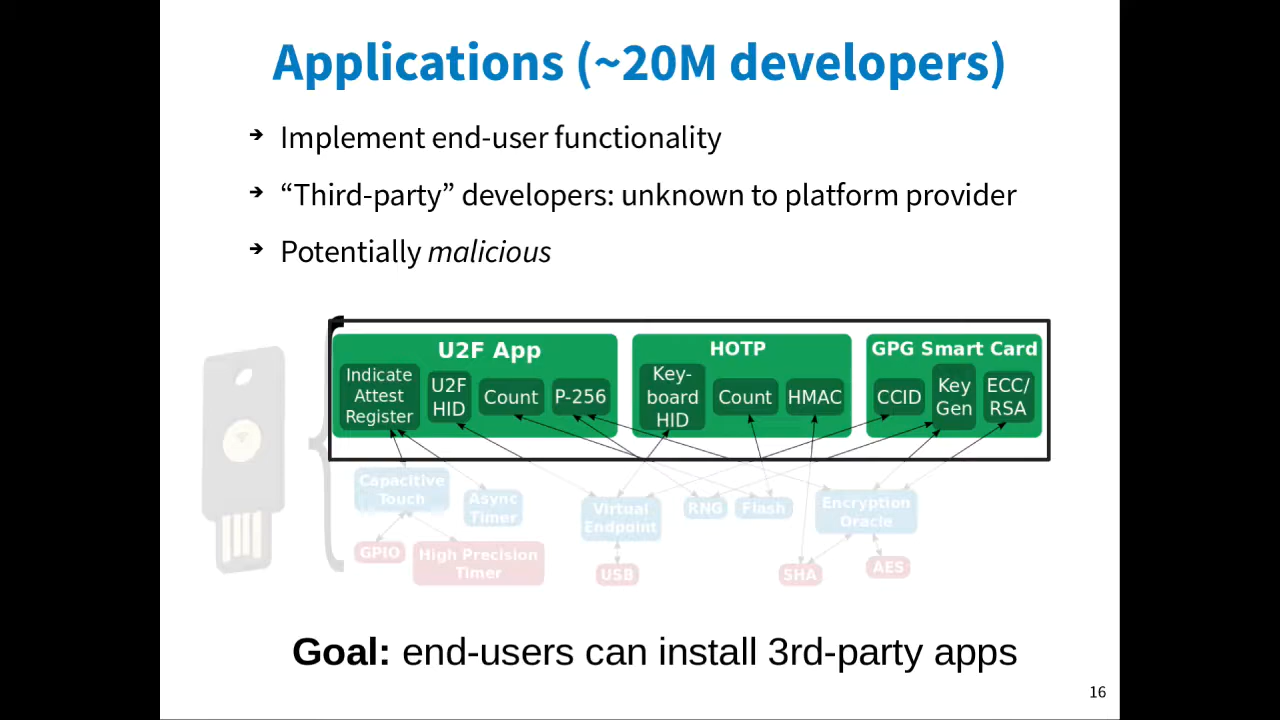 Applications (~20M developers)
Implement end-user functionality
“Third-party” developers: unknown to platform provider
Potentially malicious
U2F App
Indicate
Attest
Register
U2F
HID
Count
P-256
HOTP
Key-
board
HID
Count
HMAC
GPG Smart Card
CCID
Key
Gen
ECC/
RSA
Capacitive
Touch
Async
Timer
Virtual
Endpoint
RNG
Flash
Encryption
Oracle
GPIO
High Precision
Timer
USB
SHA
AES
Goal: end-users can install 3rd-party apps
16